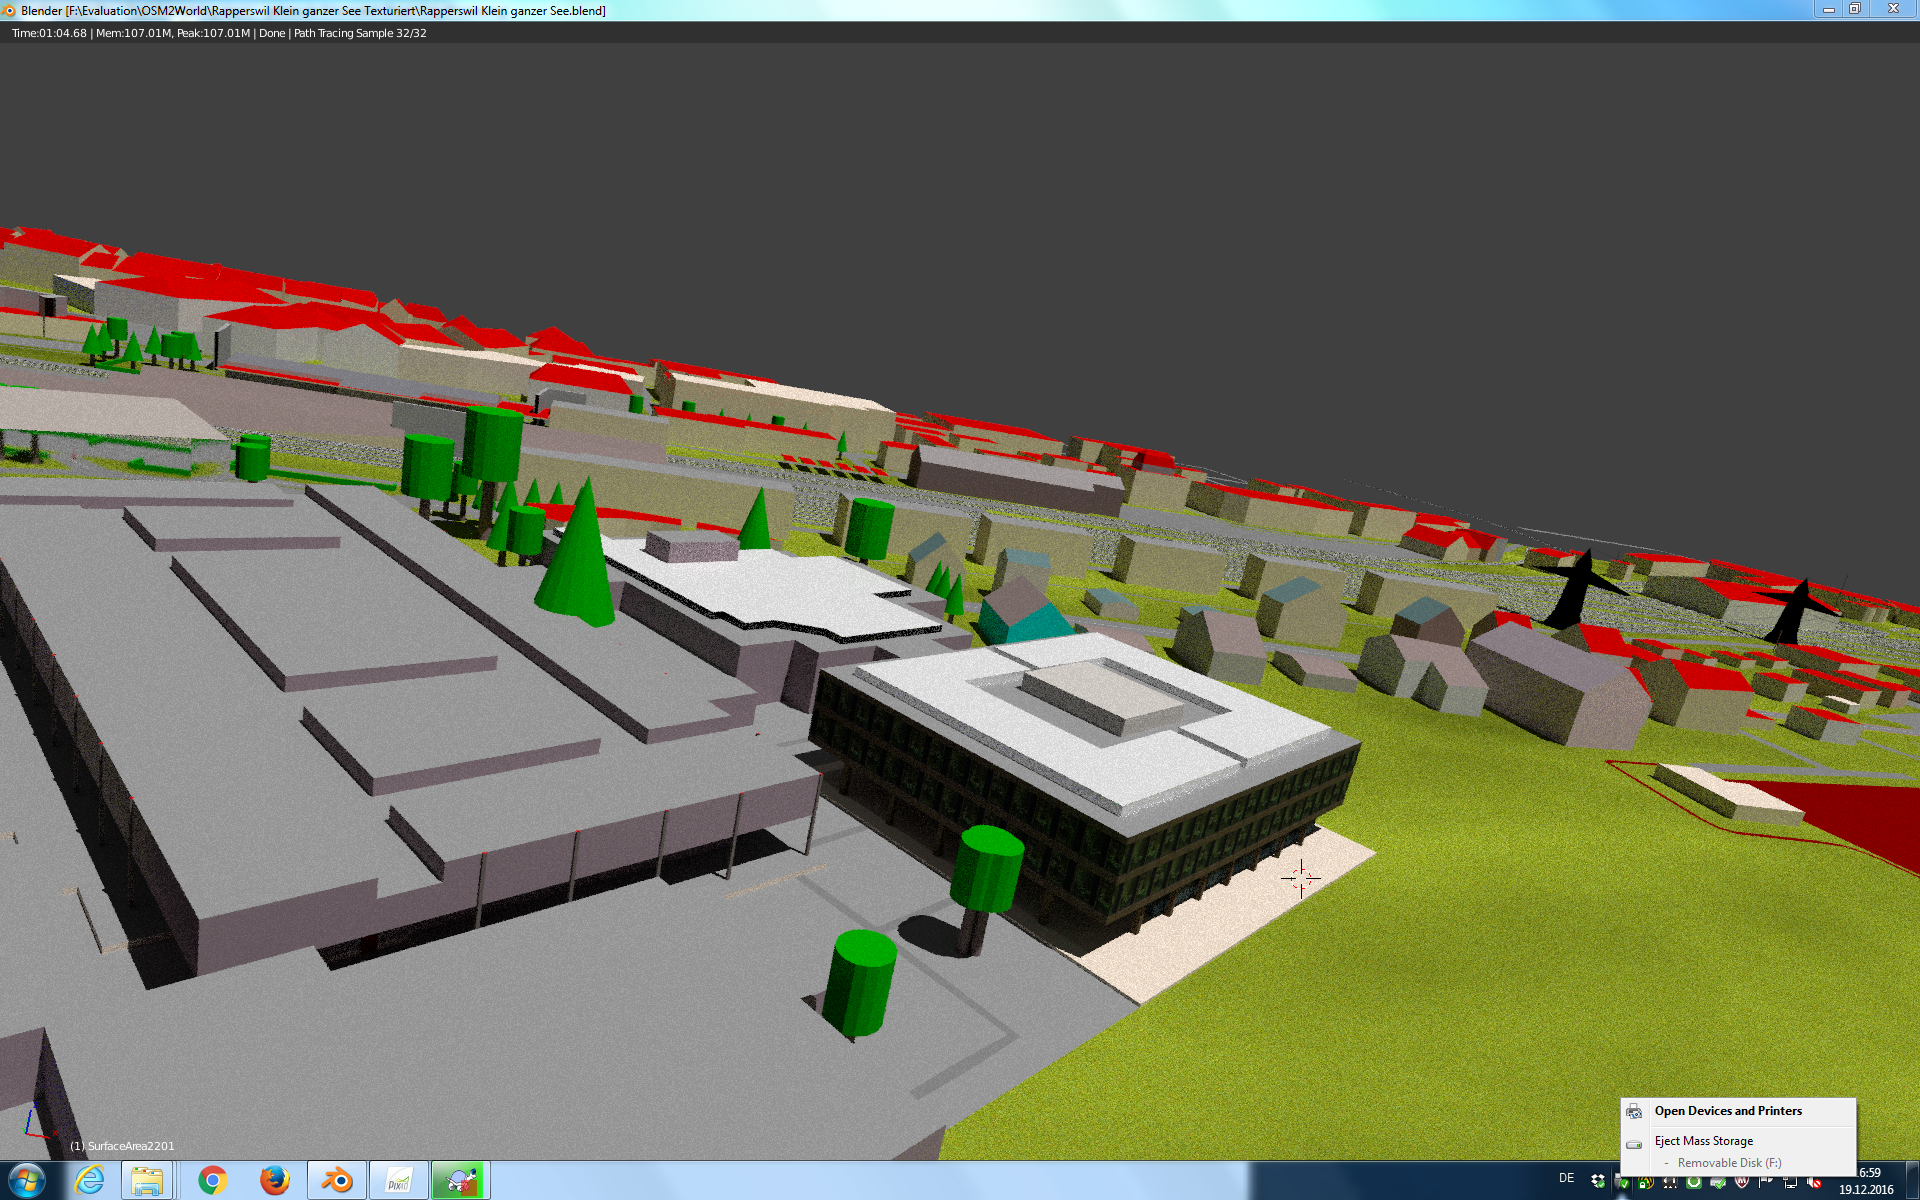 Blender [F:\Evaluation\OSM2World\Rapperswil Klein ganzer See Texturiert\Rapperswil Klein ganzer See.blend]
Time:01:04.68 | Mem:107.01M, Peak:107.01M | Done | Path Tracing Sample 32/32
(1) SurfaceArea2201
Open Devices and Printers
Eject Mass Storage
- Removable Disk (F:)
DE
6:59
19.12.2016